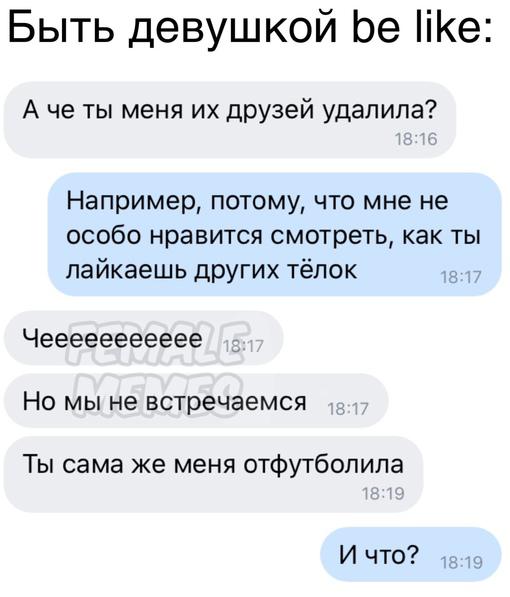 Быть девушкой be like:
А че ты меня их друзей удалила?
18:16
Например, потому, что мне не
особо нравится смотреть, как ты
лайкаешь других тёлок 18:17
Чеееееееееее 18:17
FEMALE
MEMES
Но мы не встречаемся 18:17
Ты сама же меня отфутболила
18:19
И что? 18:19